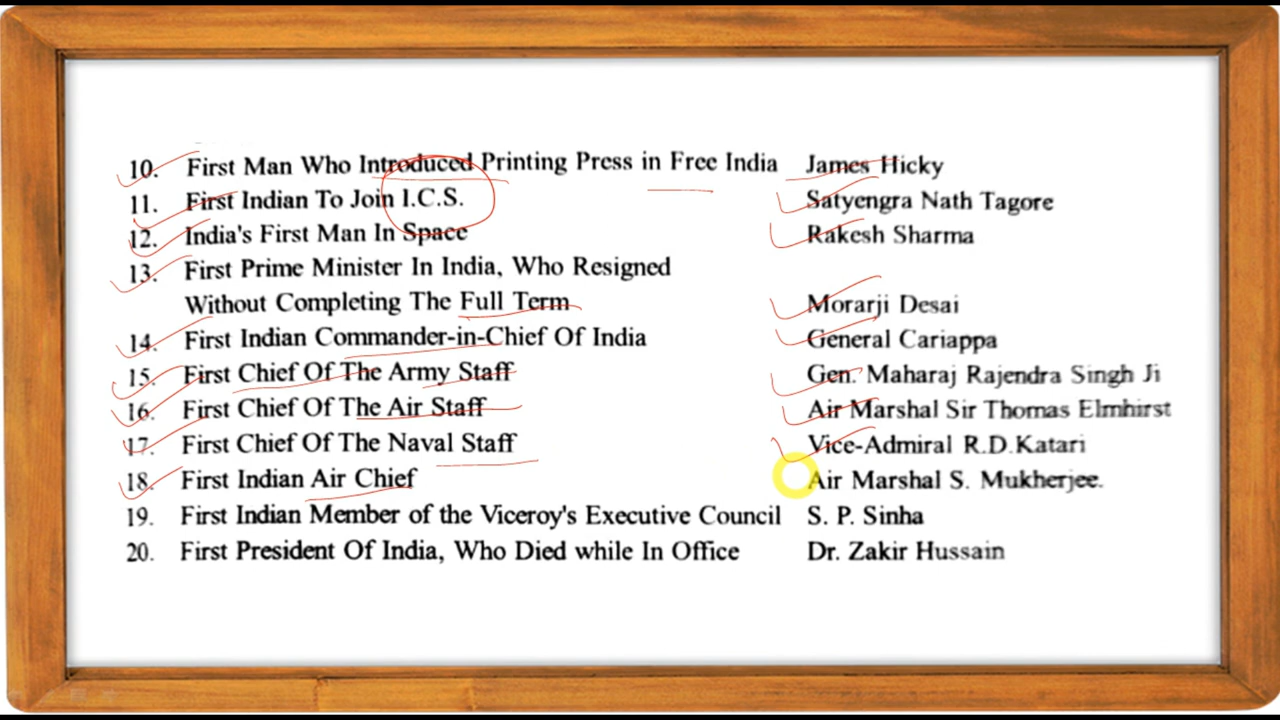 10. First Man Who Introduced Printing Press in Free India James Hicky
11. First Indian To Join I.C.S. Satyengra Nath Tagore
12. India's First Man In Space Rakesh Sharma
13. First Prime Minister In India, Who Resigned
Without Completing The Full Term Morarji Desai
14. First Indian Commander-in-Chief Of India General Cariappa
15. First Chief Of The Army Staff Gen. Maharaj Rajendra Singh Ji
16. First Chief Of The Air Staff Air Marshal Sir Thomas Elmhirst
17. First Chief Of The Naval Staff Vice-Admiral R.D.Katari
18. First Indian Air Chief Air Marshal S. Mukherjee.
19. First Indian Member of the Viceroy's Executive Council S. P. Sinha
20. First President Of India, Who Died while In Office Dr. Zakir Hussain